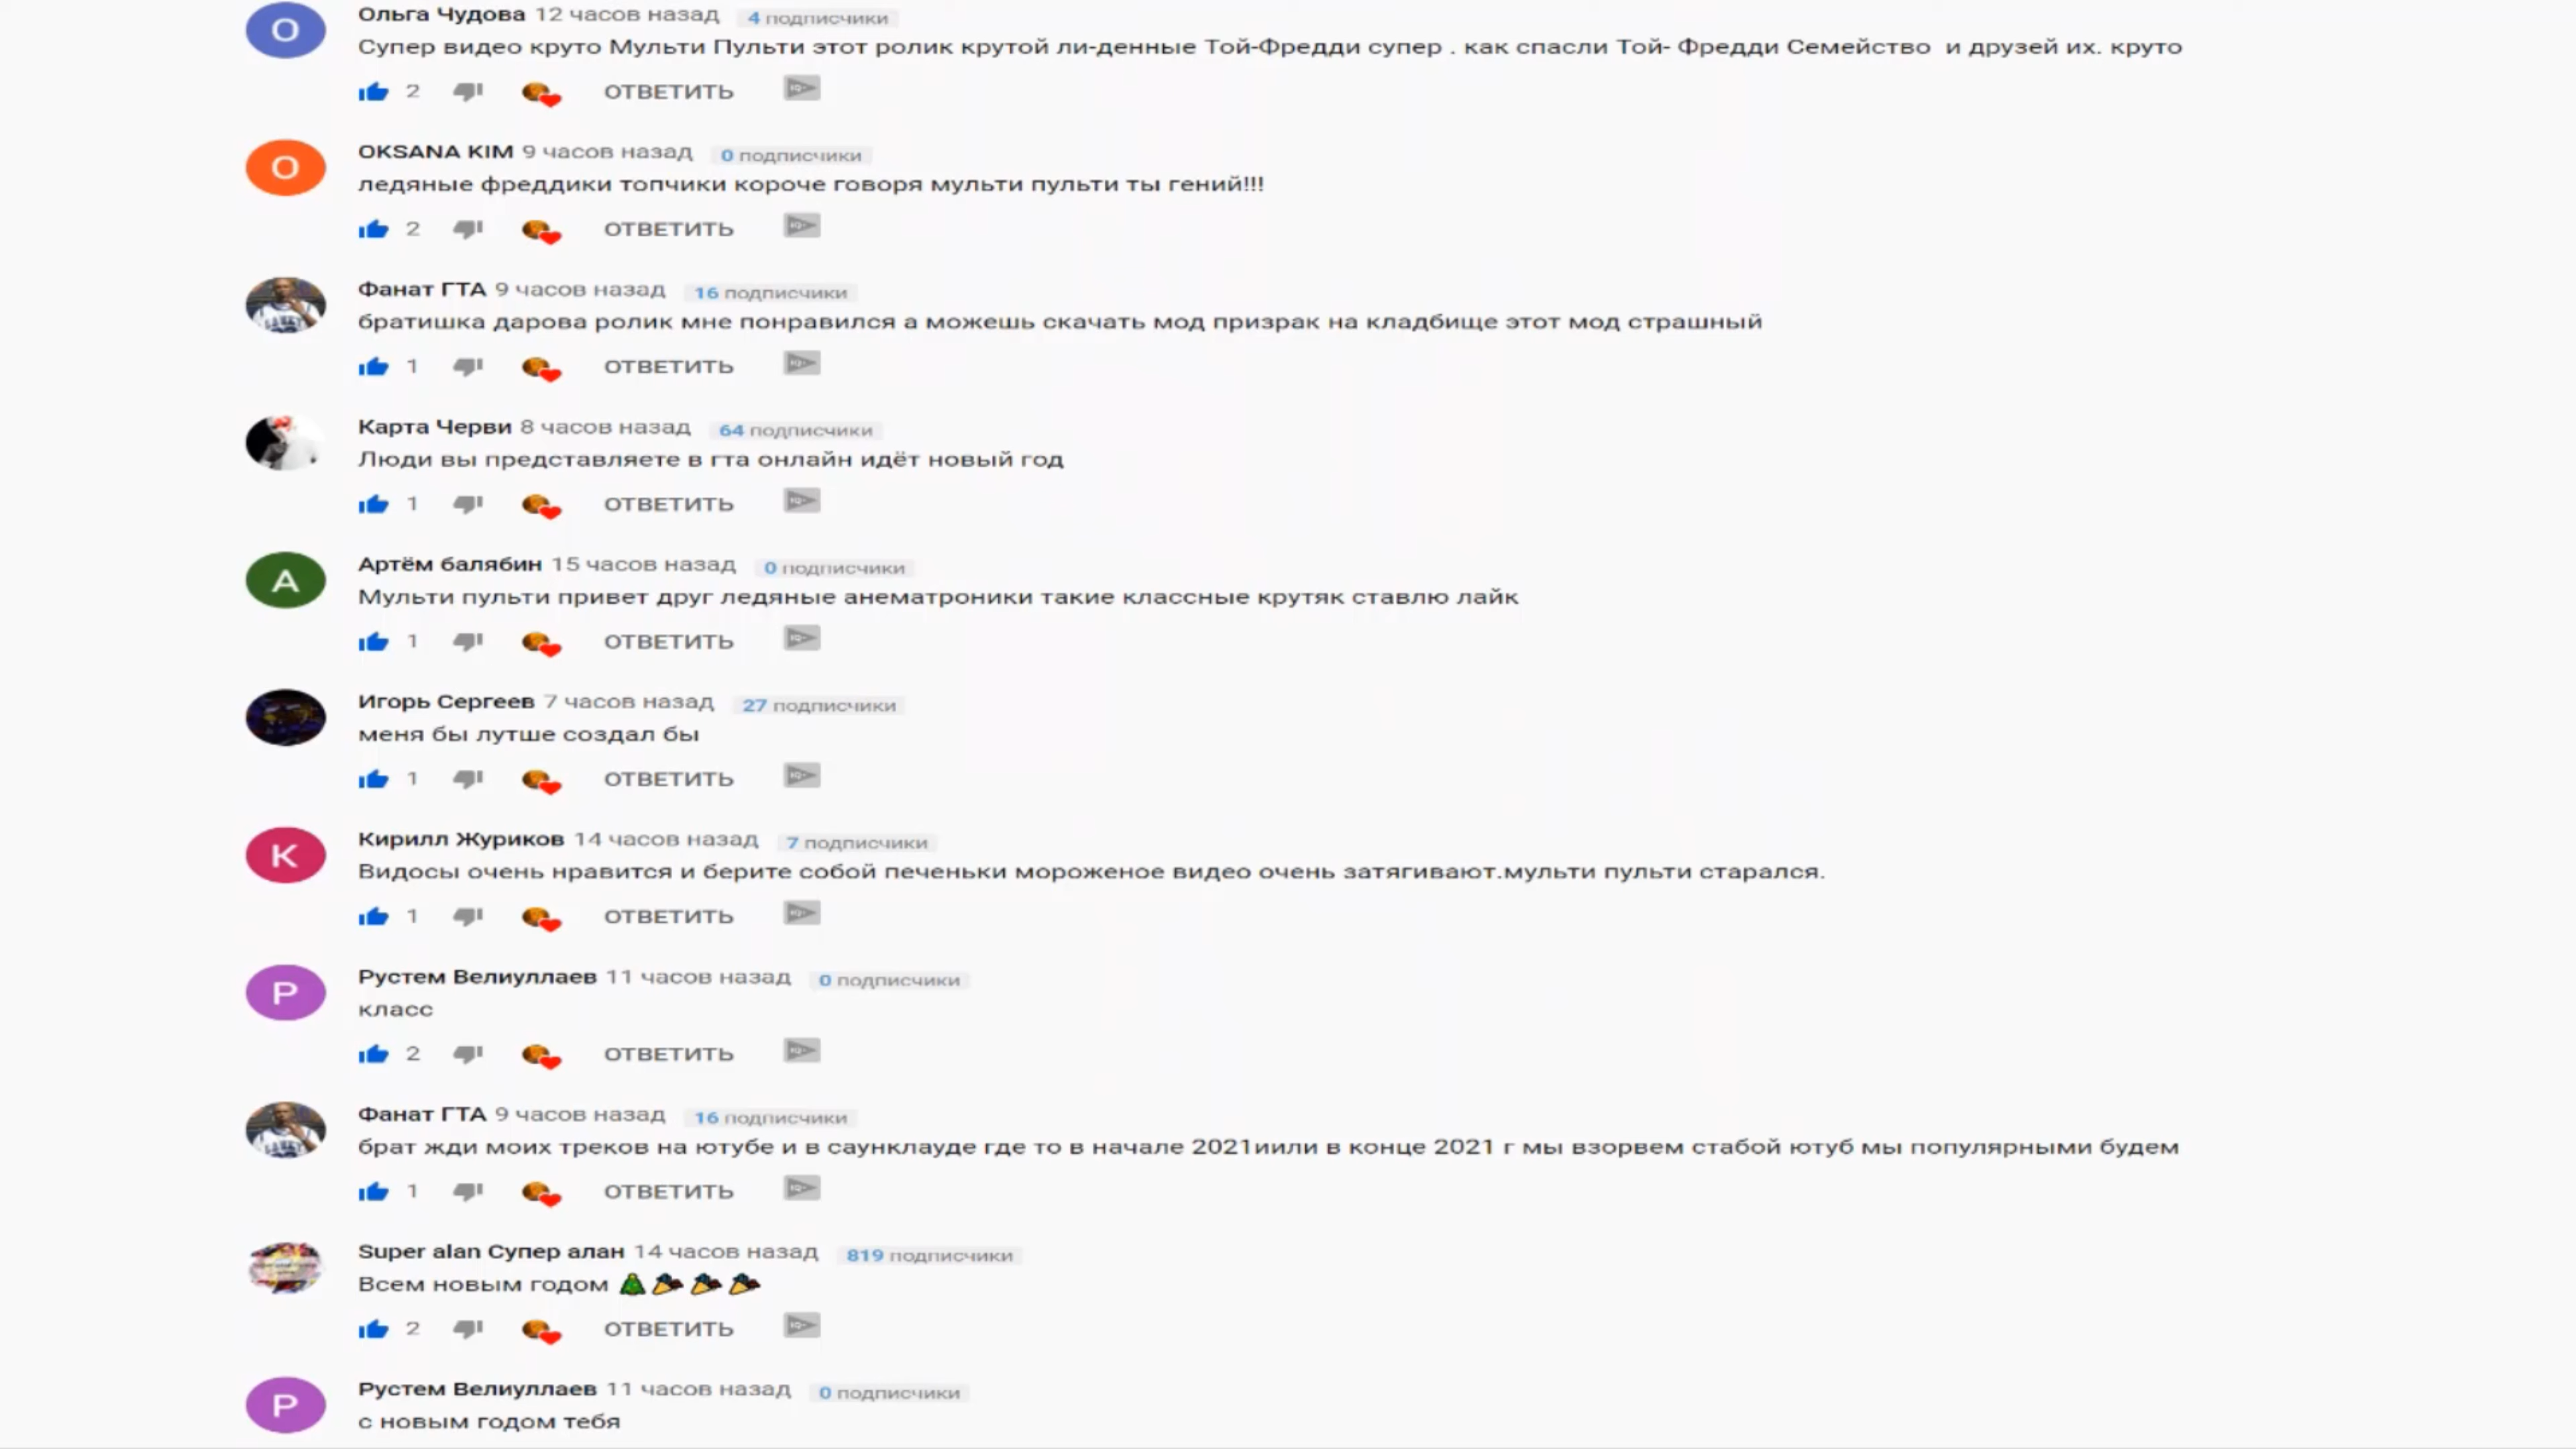 Ольга Чудова 12 часов назад 4 подписчики
Супер видео круто Мульти Пульти этот ролик крутой ли-денные Той-Фредди супер . как спасли Той- Фредди Семейство и друзей их. круто
2 ОТВЕТИТЬ
OKSANA KIM 9 часов назад 0 подписчики
ледяные фреддики топчики короче говоря мульти пульти ты гений!!!
2 ОТВЕТИТЬ
Фанат ГТА 9 часов назад 16 подписчики
братишка дарова ролик мне понравился а можешь скачать мод призрак на кладбище этот мод страшный
1 ОТВЕТИТЬ
Карта Черви 8 часов назад 64 подписчики
Люди вы представляете в гта онлайн идёт новый год
1 ОТВЕТИТЬ
Артём балябин 15 часов назад 0 подписчики
Мульти пульти привет друг ледяные анематроники такие классные крутяк ставлю лайк
1 ОТВЕТИТЬ
Игорь Сергеев 7 часов назад 27 подписчики
меня бы лутше создал бы
1 ОТВЕТИТЬ
Кирилл Журиков 14 часов назад 7 подписчики
Видосы очень нравится и берите собой печеньки мороженое видео очень затягивают.мульти пульти старался.
1 ОТВЕТИТЬ
Рустем Велиуллаев 11 часов назад 0 подписчики
класс
2 ОТВЕТИТЬ
Фанат ГТА 9 часов назад 16 подписчики
брат жди моих треков на ютубе и в саунклауде где то в начале 2021иили в конце 2021 г мы взорвем стабой ютуб мы популярными будем
1 ОТВЕТИТЬ
Super alan Супер алан 14 часов назад 819 подписчики
Всем новым годом 🎄🎉🎉🎉
2 ОТВЕТИТЬ
Рустем Велиуллаев 11 часов назад 0 подписчики
с новым годом тебя